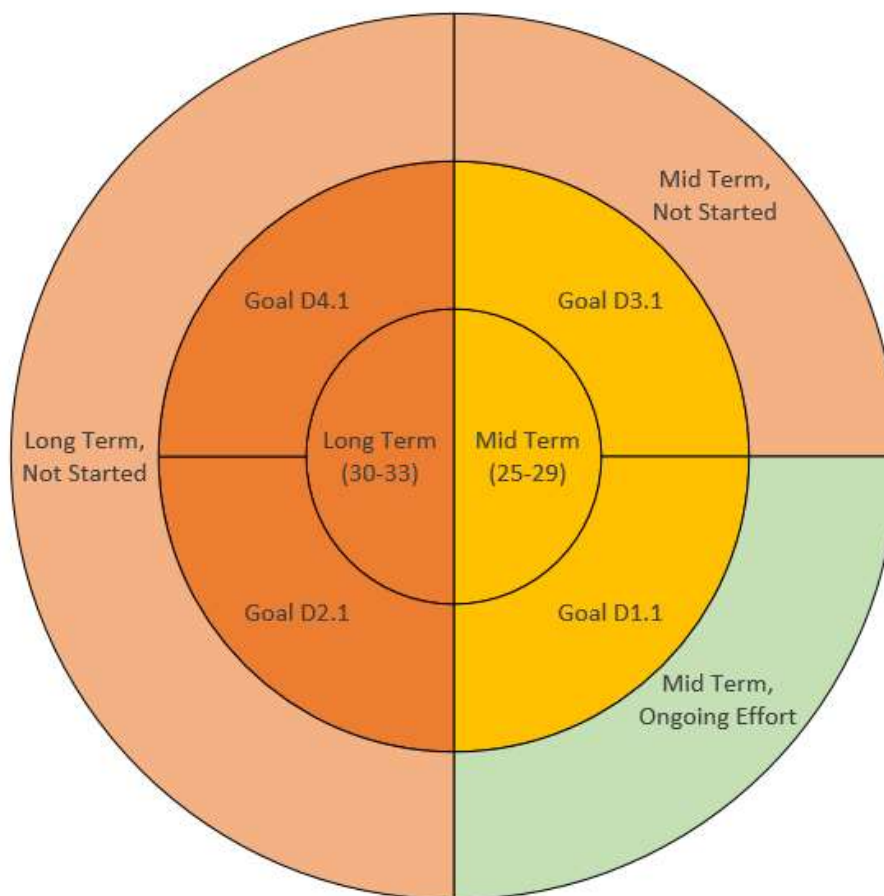 Mid Term,
Not Started
Goal D4.1
Goal D3.1
Long Term,
Not Started
Long Term
(30-33)
Mid Term
(25-29)
Goal D2.1
Goal D1.1
Mid Term,
Ongoing Effort